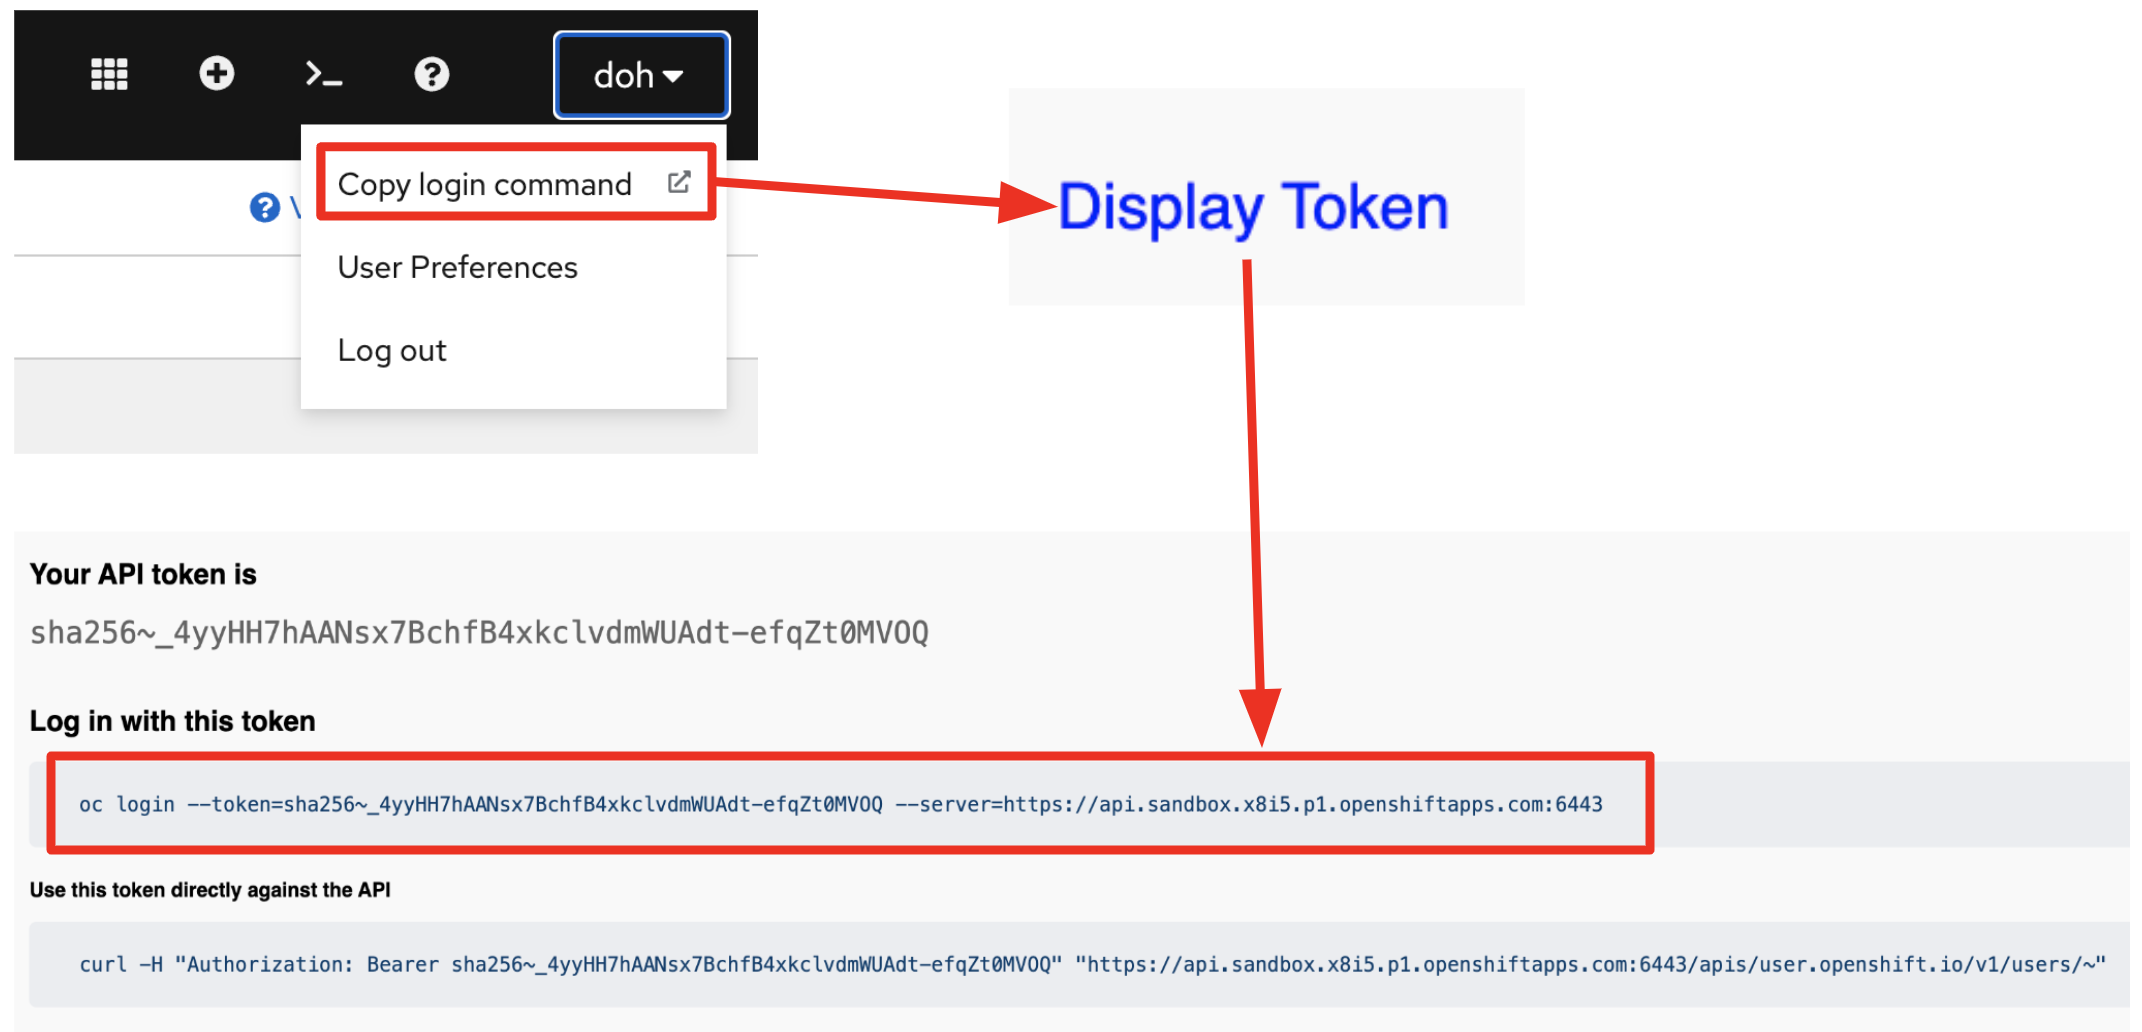 doh
V
Copy login command
User Preferences
Log out
Display Token
Your API token is
sha256~_4yyHH7hAANsx7BchfB4xkclvdmWUAdt-efqZt0MVOQ
Log in with this token
oc login --token=sha256~_4yyHH7hAANsx7BchfB4xkclvdmWUAdt-efqZt0MVOQ --server=https://api.sandbox.x8i5.p1.openshiftapps.com:6443
Use this token directly against the API
curl -H "Authorization: Bearer sha256~_4yyHH7hAANsx7BchfB4xkclvdmWUAdt-efqZt0MVOQ" "https://api.sandbox.x8i5.p1.openshiftapps.com:6443/apis/user.openshift.io/v1/users/~"